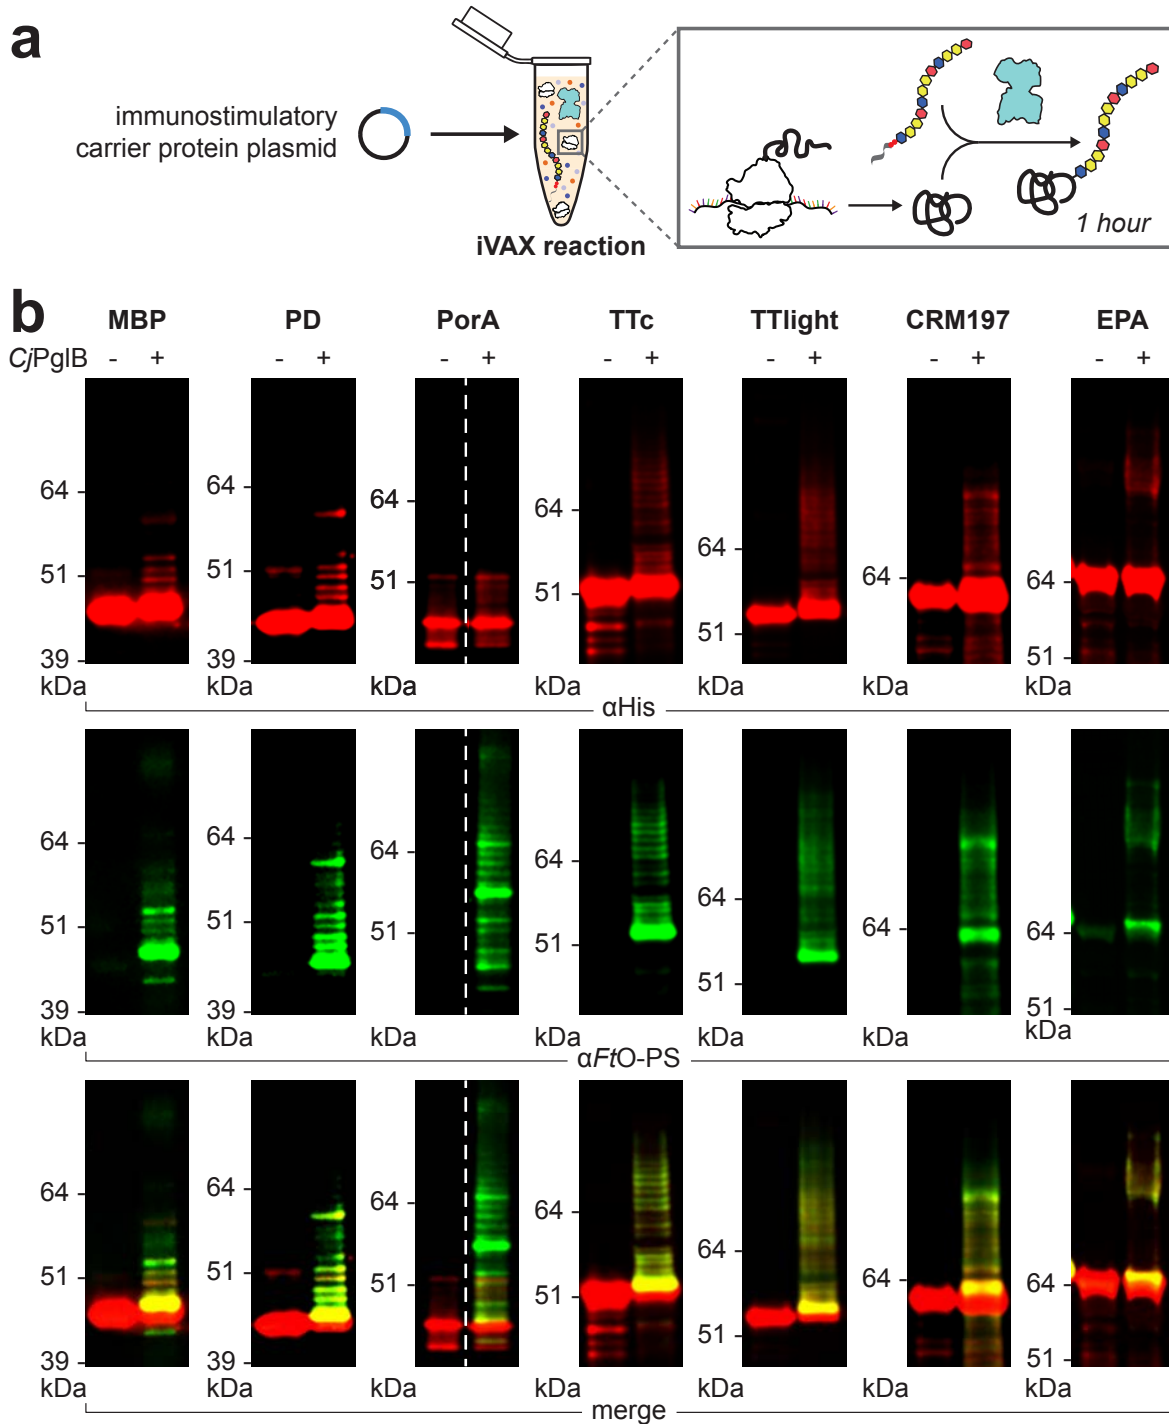 a
immunostimulatory
carrier protein plasmid
iVAX reaction
1 hour
b
MBP PD PorA TTc TTlight CRM197 EPA
CjPglB - + - + - + - + - + - + - +
64 51 39 kDa
64 51 39 kDa
64 51 kDa
64 51 kDa
64 51 kDa
64 kDa
64 51 kDa
αHis
64 51 39 kDa
64 51 39 kDa
64 51 kDa
64 51 kDa
64 51 kDa
64 kDa
64 51 kDa
αFtO-PS
64 51 39 kDa
64 51 39 kDa
64 51 kDa
64 51 kDa
64 51 kDa
64 kDa
64 51 kDa
merge